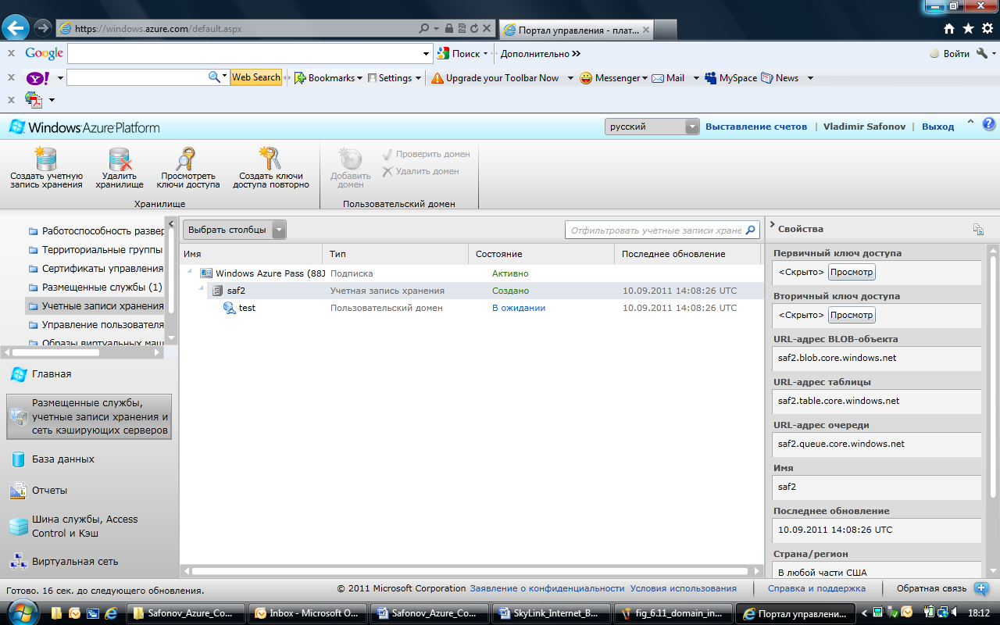 https://windows.azure.com/default.aspx
Портал управления - плат...
Google
Поиск
Дополнительно
Войти
Y!
Web Search
Bookmarks
Settings
Upgrade your Toolbar Now
Messenger
Mail
MySpace
News
Windows Azure Platform
русский
Выставление счетов | Vladimir Safonov | Выход
Создать учетную
запись хранения
Удалить
хранилище
Просмотреть
ключи доступа
Создать ключи
доступа повторно
Хранилище
Добавить
домен
Проверить домен
Удалить домен
Пользовательский домен
Работоспособность развер
Территориальные группы
Сертификаты управления
Размещенные службы (1)
Учетные записи хранения
Управление пользователя
Образы виртуальных маш
Главная
Размещенные службы,
учетные записи хранения и
сеть кэширующих серверов
База данных
Отчеты
Шина службы, Access
Control и Кэш
Виртуальная сеть
Выбрать столбцы
Отфильтровать учетные записи хране
Имя Тип Состояние Последнее обновление
Windows Azure Pass (88J Подписка Активно
saf2 Учетная запись хранения Создано 10.09.2011 14:08:26 UTC
test Пользовательский домен В ожидании 10.09.2011 14:08:26 UTC
Свойства
Первичный ключ доступа
<Скрыто> Просмотр
Вторичный ключ доступа
<Скрыто> Просмотр
URL-адрес BLOB-объекта
saf2.blob.core.windows.net
URL-адрес таблицы
saf2.table.core.windows.net
URL-адрес очереди
saf2.queue.core.windows.net
Имя
saf2
Последнее обновление
10.09.2011 14:08:26 UTC
Страна/регион
В любой части США
Готово. 16 сек. до следующего обновления.
© 2011 Microsoft Corporation Заявление о конфиденциальности Условия использования
Справка и поддержка
Обратная связь
Safonov_Azure_Co...
Inbox - Microsoft O...
Safonov_Azure_Co...
SkyLink_Internet_B...
fig_6.11_domain_in...
Портал управлени...
18:12